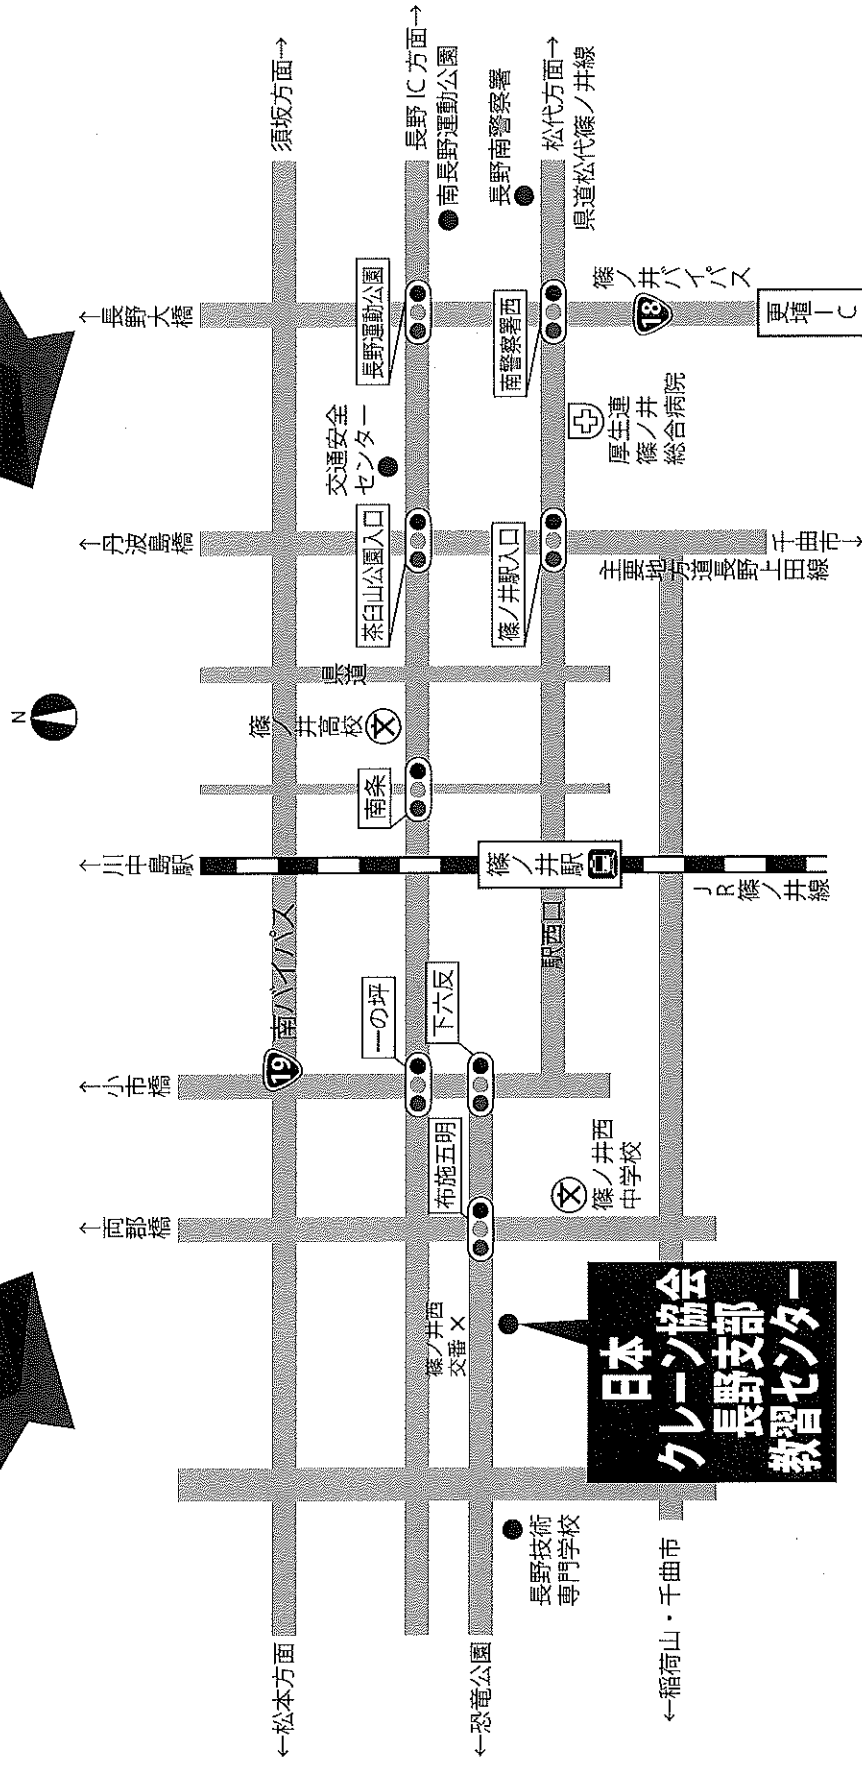 N
↑両郡橋
↑小市橋
↑川中島駅
↑丹波島橋
↑長野大橋
←松本方面
19
南バイパス
須坂方面→
県道
篠ノ井高校
文
交通安全
センター
一の坪
南条
茶臼山公園入口
長野運動公園
長野IC方面→
南長野運動公園
篠ノ井西
交番
×
布施五明
下六反
←恐竜公園
篠ノ井駅
篠ノ井駅入口
南警察署西
長野南警察署
長野技術
専門学校
文
篠ノ井西
中学校
駅西口
松代方面→
県道松代篠ノ井線
厚生連
篠ノ井
総合病院
18
篠ノ井バイパス
日本
クレーン協会
長野支部
教習センター
←稲荷山・千曲市
JR篠ノ井線
主要地方道長野上田線
千曲市↓
更埴IC